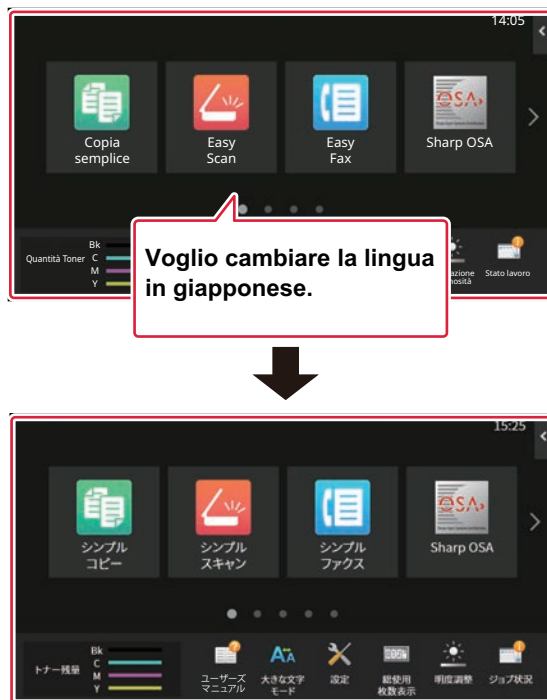 14:05
Copia
semplice
Easy
Scan
Easy
Fax
OSA
Sharp OSA
Voglio cambiare la lingua
in giapponese.
Quantità Toner
Bk
C
M
Y
azione
nosità
Stato lavoro
15:25
シンプル
コピー
シンプル
スキャン
シンプル
ファクス
OSA
Sharp OSA
トナー残量
Bk
C
M
Y
ユーザーズ
マニュアル
大きな文字
モード
設定
総使用
枚数表示
明度調整
ジョブ状況